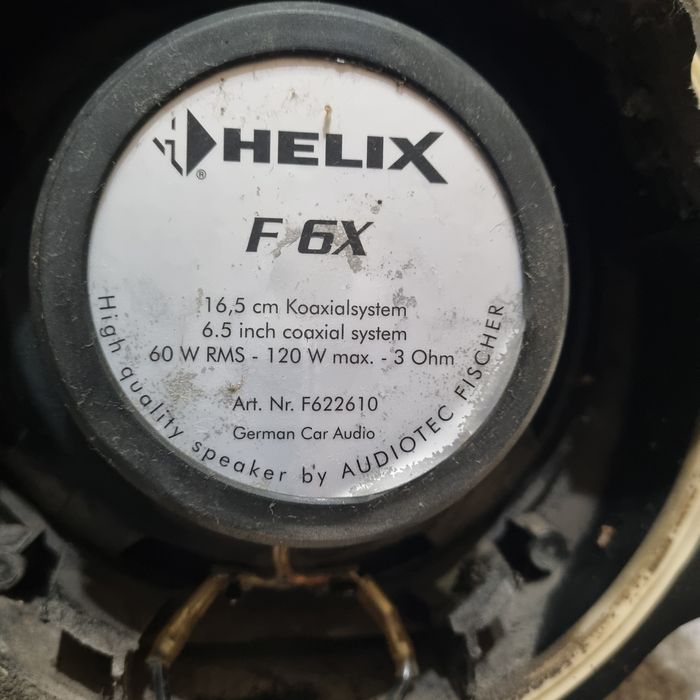 HELIX
®
F 6X
16,5 cm Koaxialsystem
6.5 inch coaxial system
60 W RMS - 120 W max. - 3 Ohm
Art. Nr. F622610
German Car Audio
High quality speaker by AUDIOTEC FISCHER